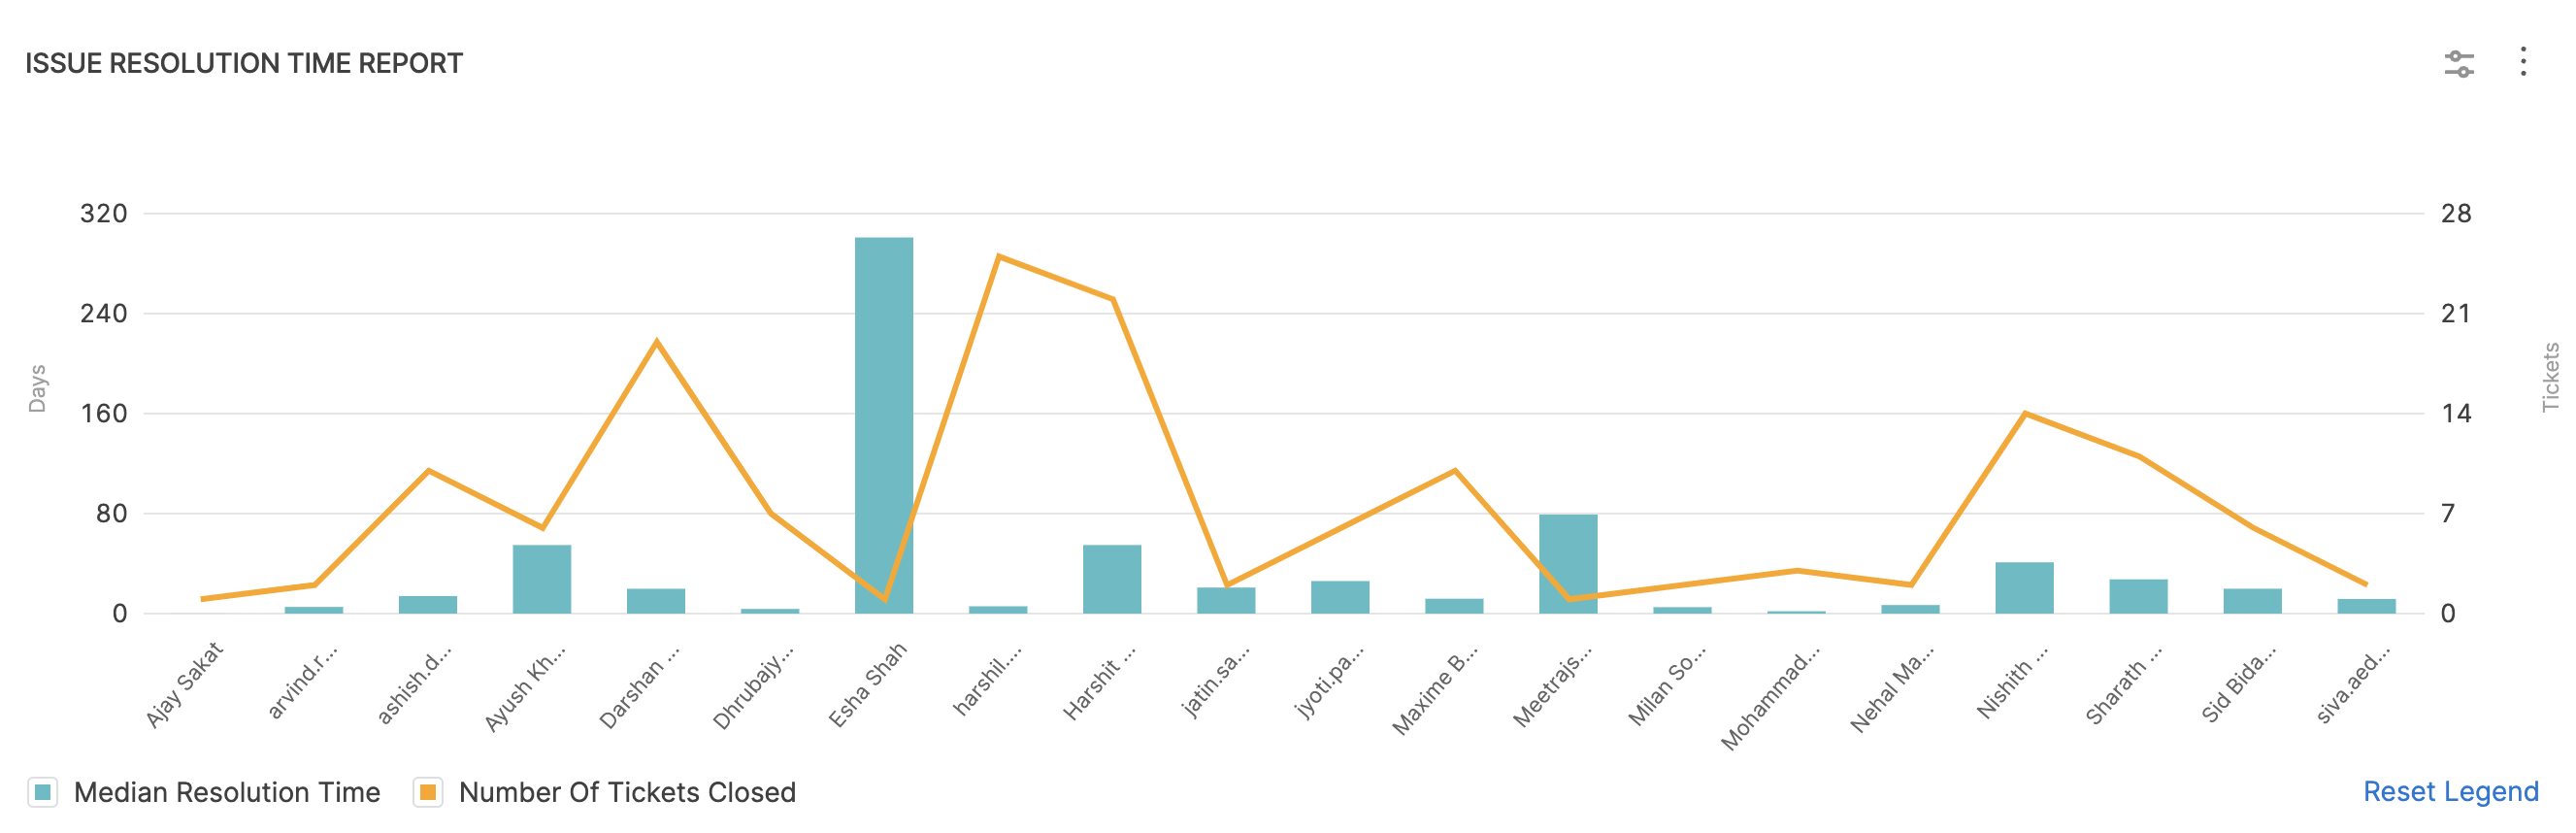 ISSUE RESOLUTION TIME REPORT
320
240
160
80
0
Days
28
21
14
7
0
Tickets
Ajay Sakat
arvind.r...
ashish.d...
Ayush Kh...
Darshan ...
Dhrubajy...
Esha Shah
harshil....
Harshit ...
jatin.sa...
jyoti.pa...
Maxime B...
Meetrajs...
Milan So...
Mohammad...
Nehal Ma...
Nishith ...
Sharath ...
Sid Bida...
siva.aed...
Median Resolution Time
Number Of Tickets Closed
Reset Legend